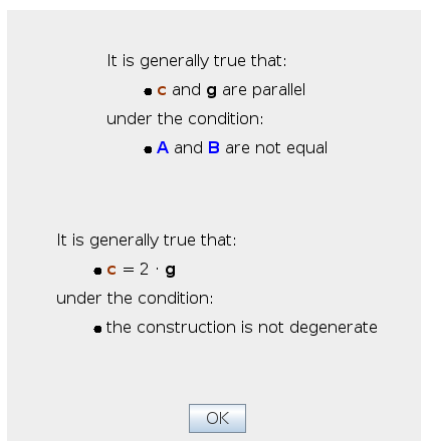 It is generally true that:
● c and g are parallel
under the condition:
● A and B are not equal
It is generally true that:
● c = 2 · g
under the condition:
● the construction is not degenerate
OK